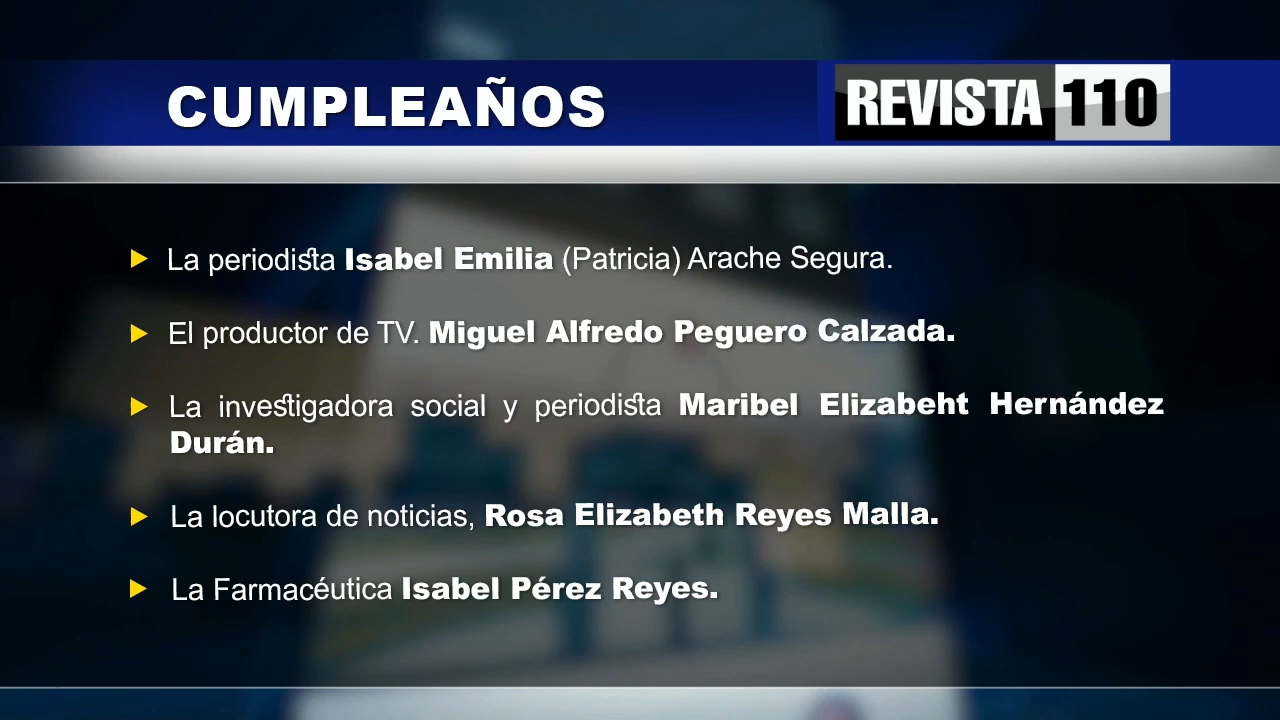 CUMPLEAÑOS
REVISTA 110
La periodista Isabel Emilia (Patricia) Arache Segura.
El productor de TV. Miguel Alfredo Peguero Calzada.
La investigadora social y periodista Maribel Elizabeht Hernández
Durán.
La locutora de noticias, Rosa Elizabeth Reyes Malla.
La Farmacéutica Isabel Pérez Reyes.